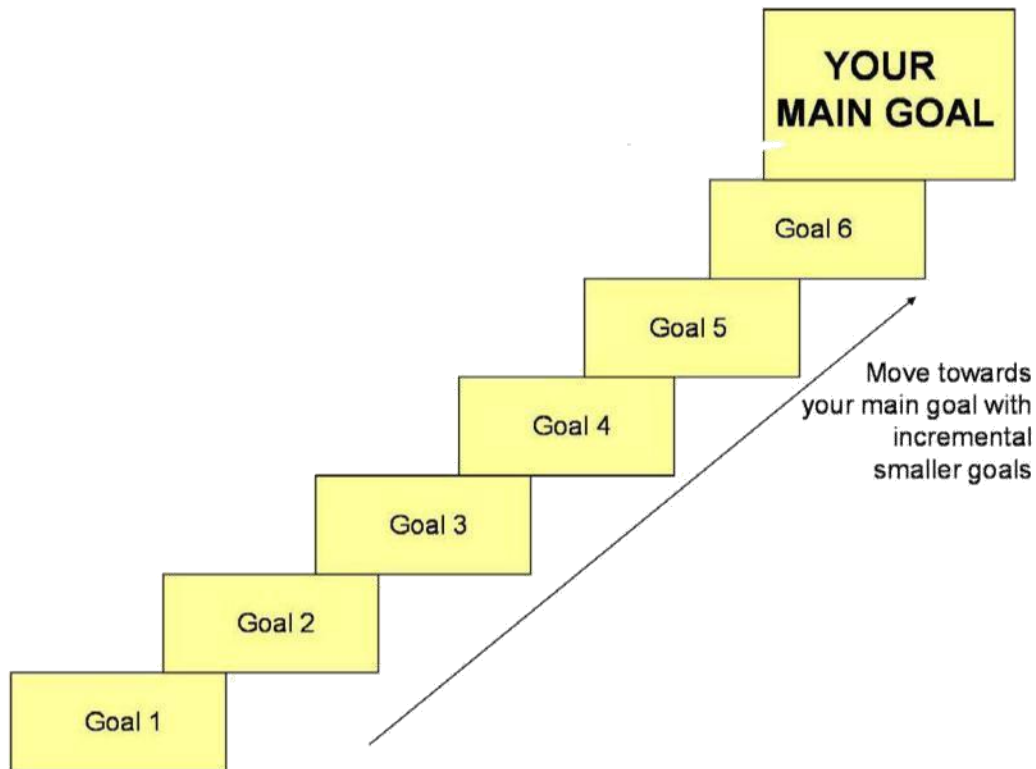 YOUR
MAIN GOAL
Goal 6
Goal 5
Move towards
your main goal with
incremental
smaller goals
Goal 4
Goal 3
Goal 2
Goal 1